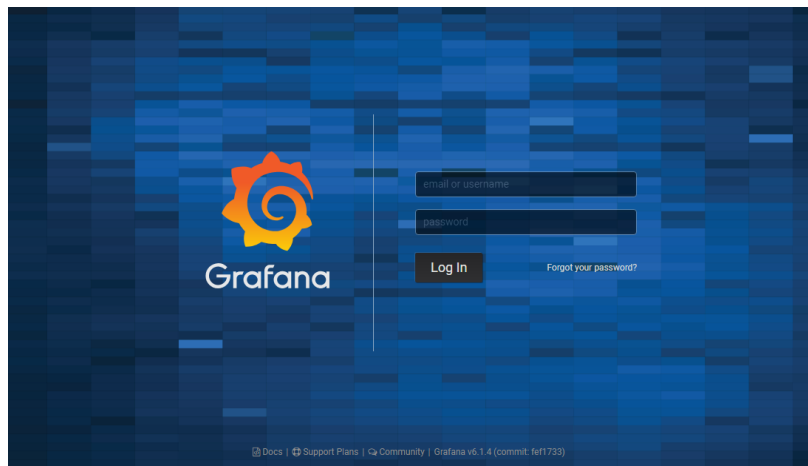 email or username
password
Grafana
Log In
Forgot your password?
Docs | Support Plans | Community | Grafana v6.1.4 (commit: fef1733)